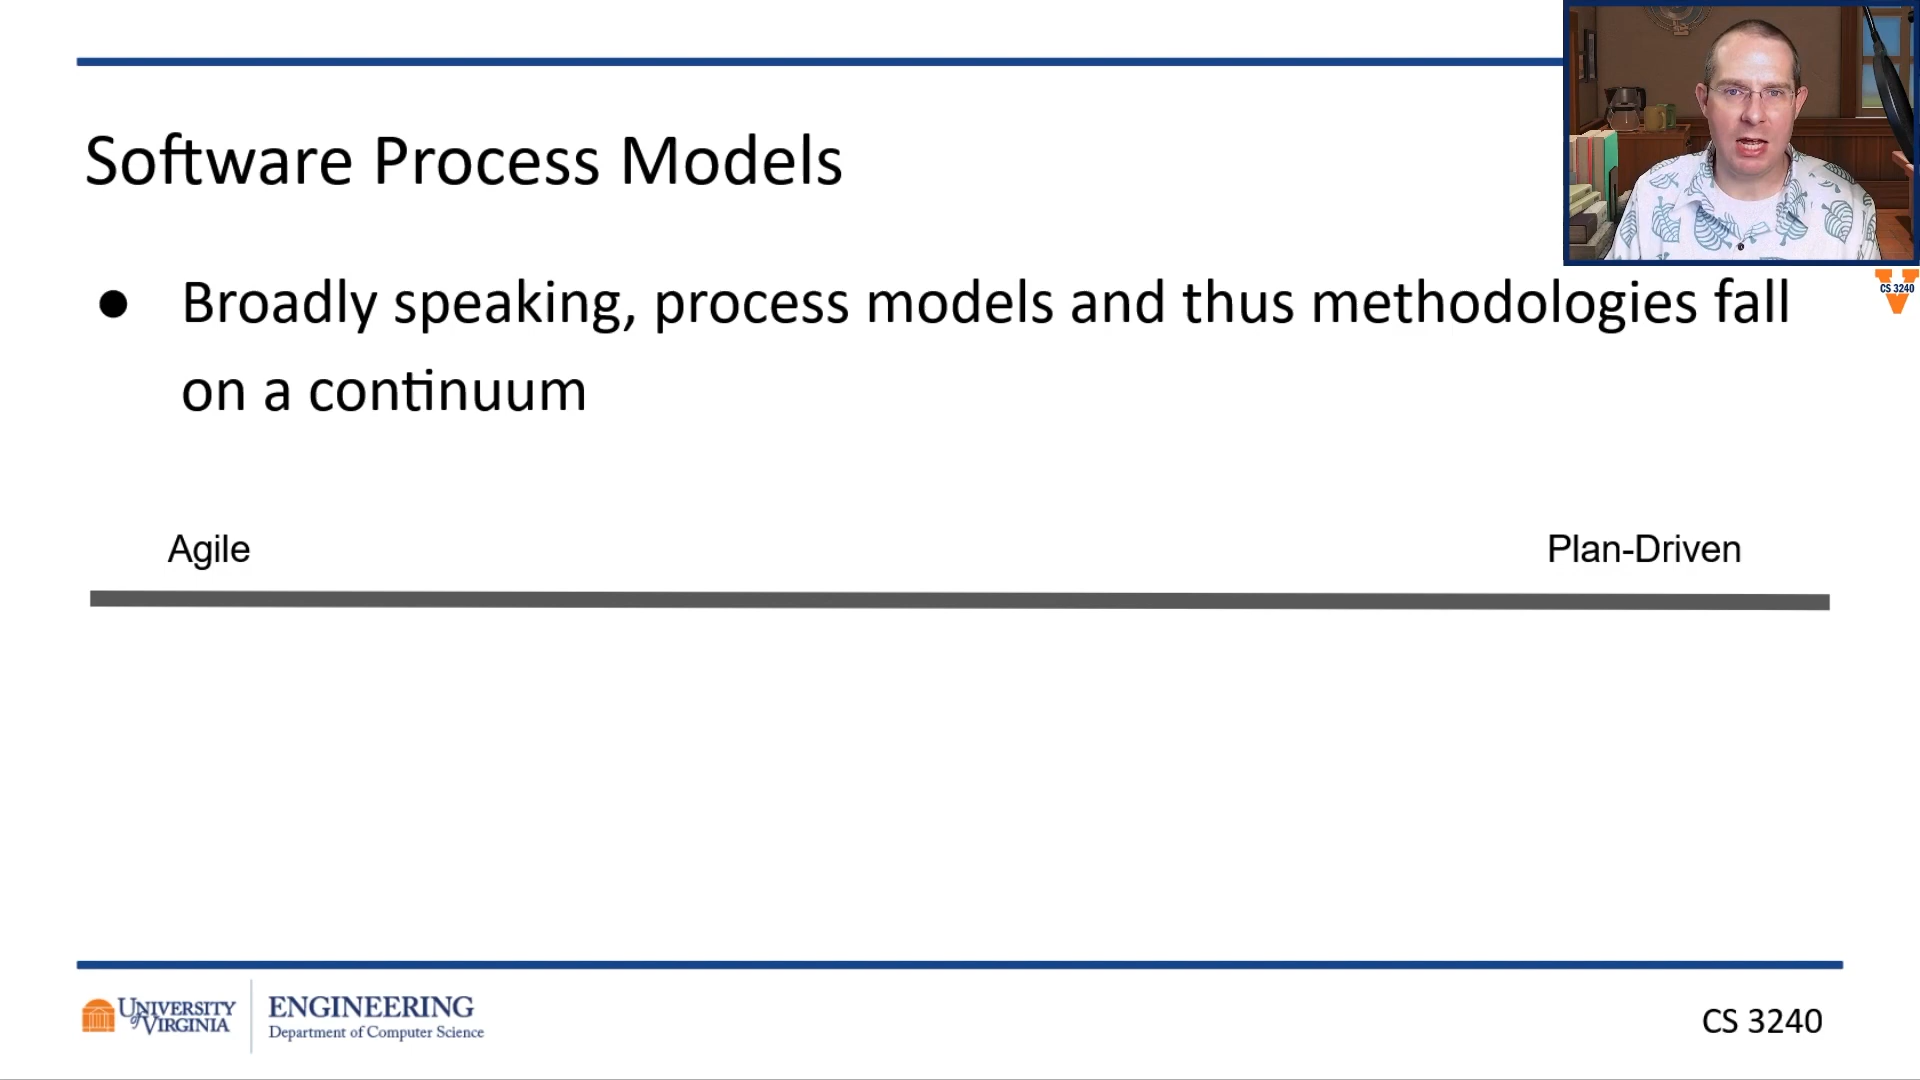 Software Process Models
● Broadly speaking, process models and thus methodologies fall
on a continuum
CS 3240
Agile
Plan-Driven
UNIVERSITY
of VIRGINIA
ENGINEERING
Department of Computer Science
CS 3240